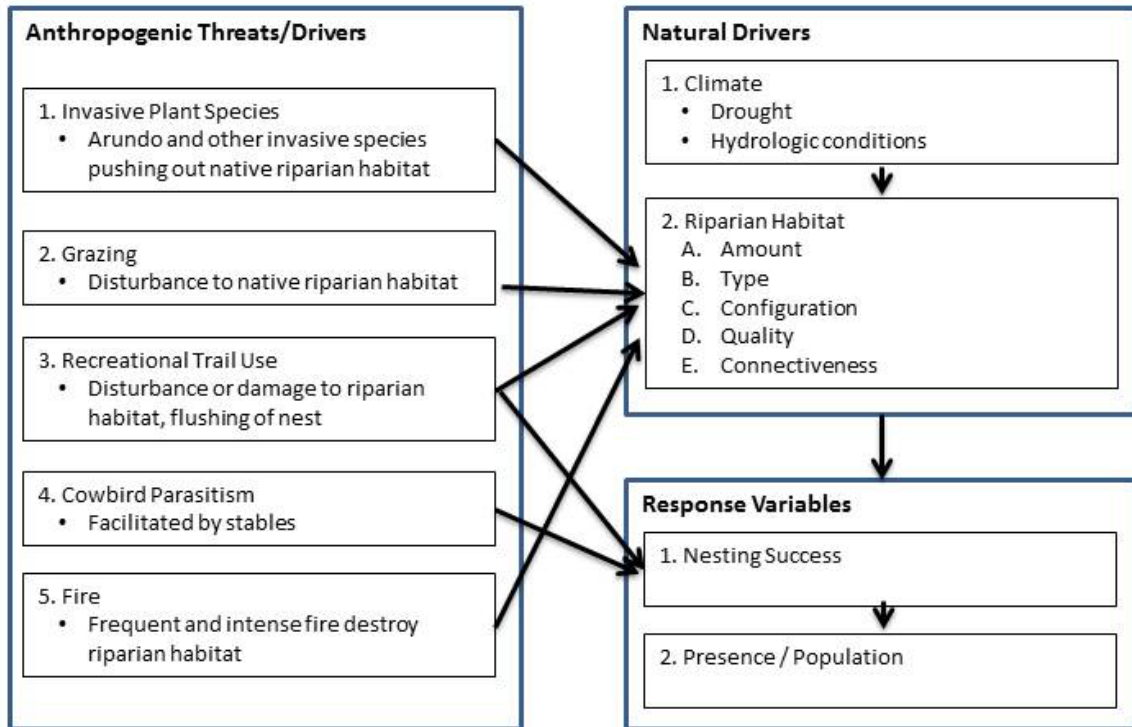 Anthropogenic Threats/Drivers
1. Invasive Plant Species
• Arundo and other invasive species
pushing out native riparian habitat
2. Grazing
• Disturbance to native riparian habitat
3. Recreational Trail Use
• Disturbance or damage to riparian
habitat, flushing of nest
4. Cowbird Parasitism
• Facilitated by stables
5. Fire
• Frequent and intense fire destroy
riparian habitat
Natural Drivers
1. Climate
• Drought
• Hydrologic conditions
2. Riparian Habitat
A. Amount
B. Type
C. Configuration
D. Quality
E. Connectiveness
Response Variables
1. Nesting Success
2. Presence / Population